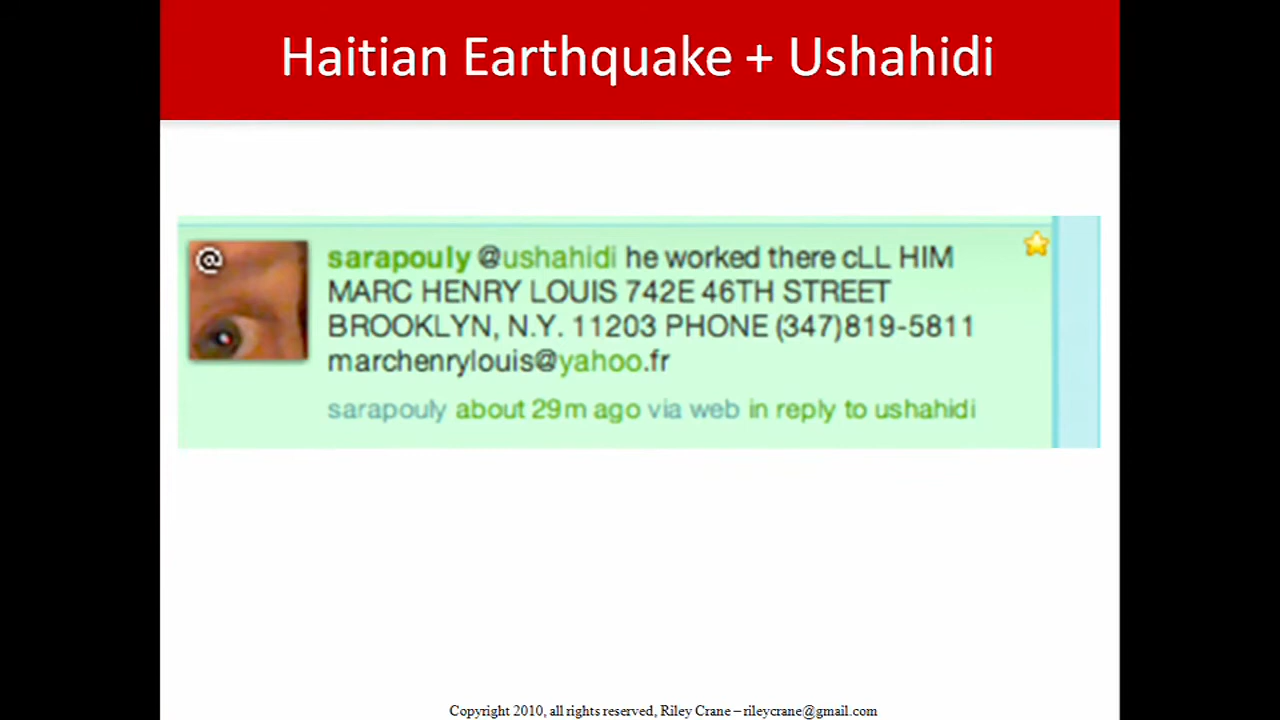 Haitian Earthquake + Ushahidi
@
sarapouly @ushahidi he worked there cLL HIM
MARC HENRY LOUIS 742E 46TH STREET
BROOKLYN, N.Y. 11203 PHONE (347)819-5811
marchenrylouis@yahoo.fr
sarapouly about 29m ago via web in reply to ushahidi
Copyright 2010, all rights reserved, Riley Crane – rileycrane@gmail.com